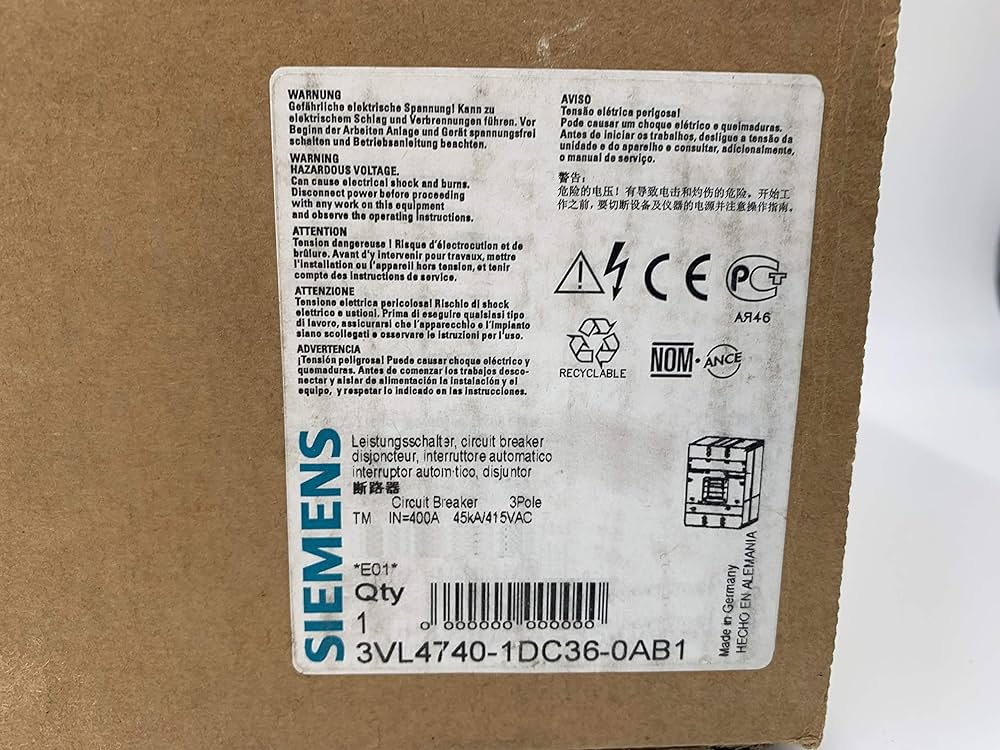 WARNUNG
Gefährliche elektrische Spannung! Kann zu
elektrischem Schlag und Verbrennungen führen. Vor
Beginn der Arbeiten Anlage und Gerät spannungsfrei
schalten und Betriebsanleitung beachten.
WARNING
HAZARDOUS VOLTAGE.
Can cause electrical shock and burns.
Disconnect power before proceeding
with any work on this equipment
and observe the operating instructions.
ATTENTION
Tension dangereuse ! Risque d'électrocution et de
brûlure. Avant d'y intervenir pour travaux, mettre
l'installation ou l'appareil hors tension, et tenir
compte des instructions de service.
ATTENZIONE
Tensione elettrica pericolosa! Rischio di shock
elettrico e ustioni. Prima di eseguire qualsiasi tipo
di lavoro, assicurarsi che l'apparecchio e l'impianto
siano scollegati e osservare le istruzioni per l'uso.
ADVERTENCIA
¡Tensión peligrosa! Puede causar choque eléctrico y
quemaduras. Antes de comenzar los trabajos desco-
nectar y aislar de alimentación la instalación y el
equipo, y respetar lo indicado en las instrucciones.
AVISO
Tensão elétrica perigosa!
Pode causar um choque elétrico e queimaduras.
Antes de iniciar os trabalhos, desligue a tensão da
unidade e do aparelho e consultar, adicionalmente,
o manual de serviço.
警告:
危险的电压! 有导致电击和灼伤的危险。开始工
作之前, 要切断设备及仪器的电源并注意操作指南。
CE
PCT
АЯ46
RECYCLABLE
NOM-ANCE
SIEMENS
Leistungsschalter, circuit breaker
disjoncteur, interruttore automatico
interruptor autom·tico, disjuntor
断路器
Circuit Breaker 3Pole
TM IN=400A 45kA/415VAC
*E01*
Qty
1
0 000000 000000
3VL4740-1DC36-0AB1
Made in Germany
HECHO EN ALEMANIA